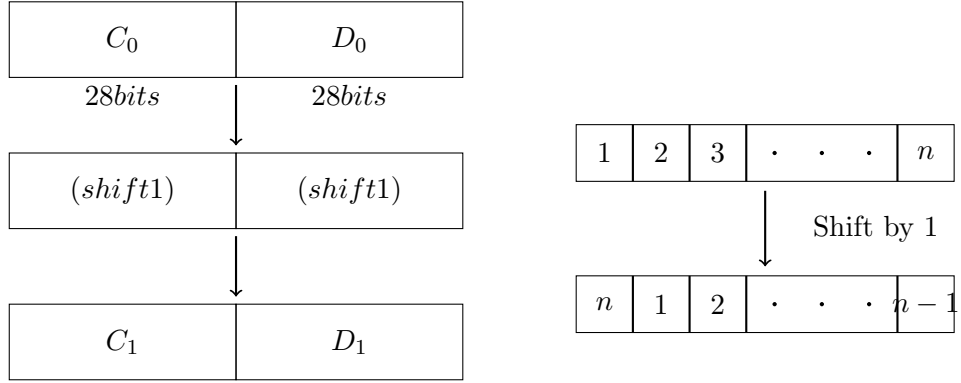 C₀ D₀
28bits 28bits
(shift1) (shift1)
C₁ D₁
1 2 3 · · · n
Shift by 1
n 1 2 · · · n − 1